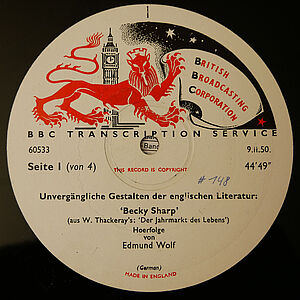 BRITISH
BROADCASTING
CORPORATION
BBC TRANSCRIPTION SERVICE
60533
9.11.50.
Seite I (von 4)
Band
44'49"
THIS RECORD IS COPYRIGHT
# 148
Unvergängliche Gestalten der englischen Literatur:
'Becky Sharp'
(aus W. Thackeray's: 'Der Jahrmarkt des Lebens')
Hoerfolge
von
Edmund Wolf
(German)
MADE IN ENGLAND